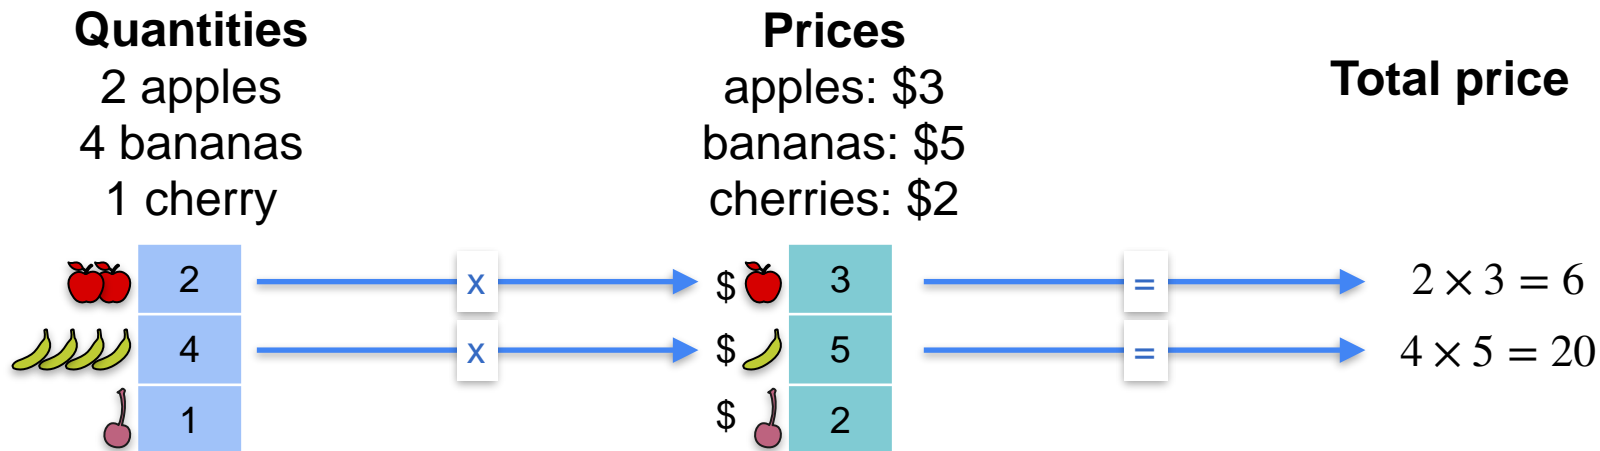 Quantities
2 apples
4 bananas
1 cherry
Prices
apples: $3
bananas: $5
cherries: $2
Total price
2 x $ 3 = 2 × 3 = 6
4 x $ 5 = 4 × 5 = 20
1 $ 2